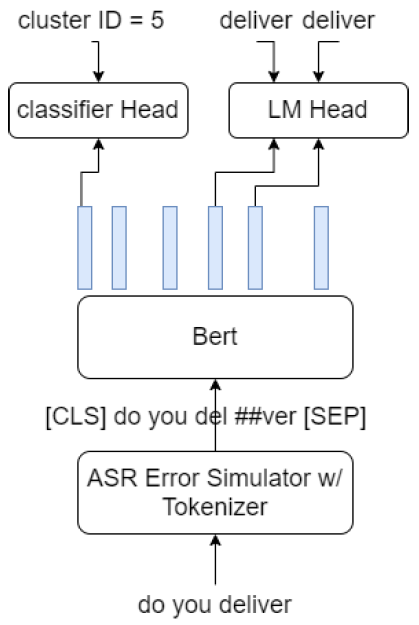 cluster ID = 5
deliver deliver
classifier Head
LM Head
Bert
[CLS] do you del ##ver [SEP]
ASR Error Simulator w/
Tokenizer
do you deliver